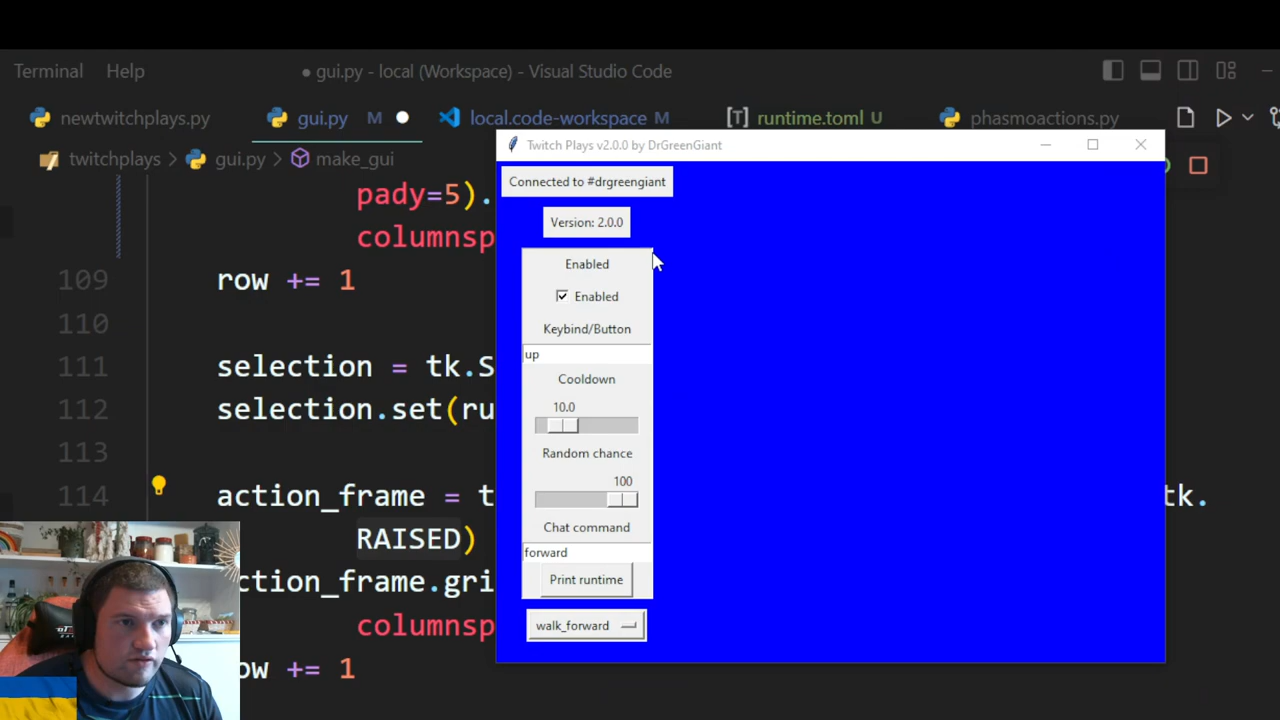 Terminal Help ● gui.py - local (Workspace) - Visual Studio Code
newtwitchplays.py gui.py M local.code-workspace M runtime.toml U phasmoactions.py
twitchplays > gui.py > make_gui
pady=5).
columnsp
109 row += 1
110
111 selection = tk.S
112 selection.set(ru
113
114 action_frame = t
tk.
RAISED)
ction_frame.gri
columnsp
ow += 1
Twitch Plays v2.0.0 by DrGreenGiant
Connected to #drgreengiant
Version: 2.0.0
Enabled
Enabled
Keybind/Button
up
Cooldown
10.0
Random chance
100
Chat command
forward
Print runtime
walk_forward